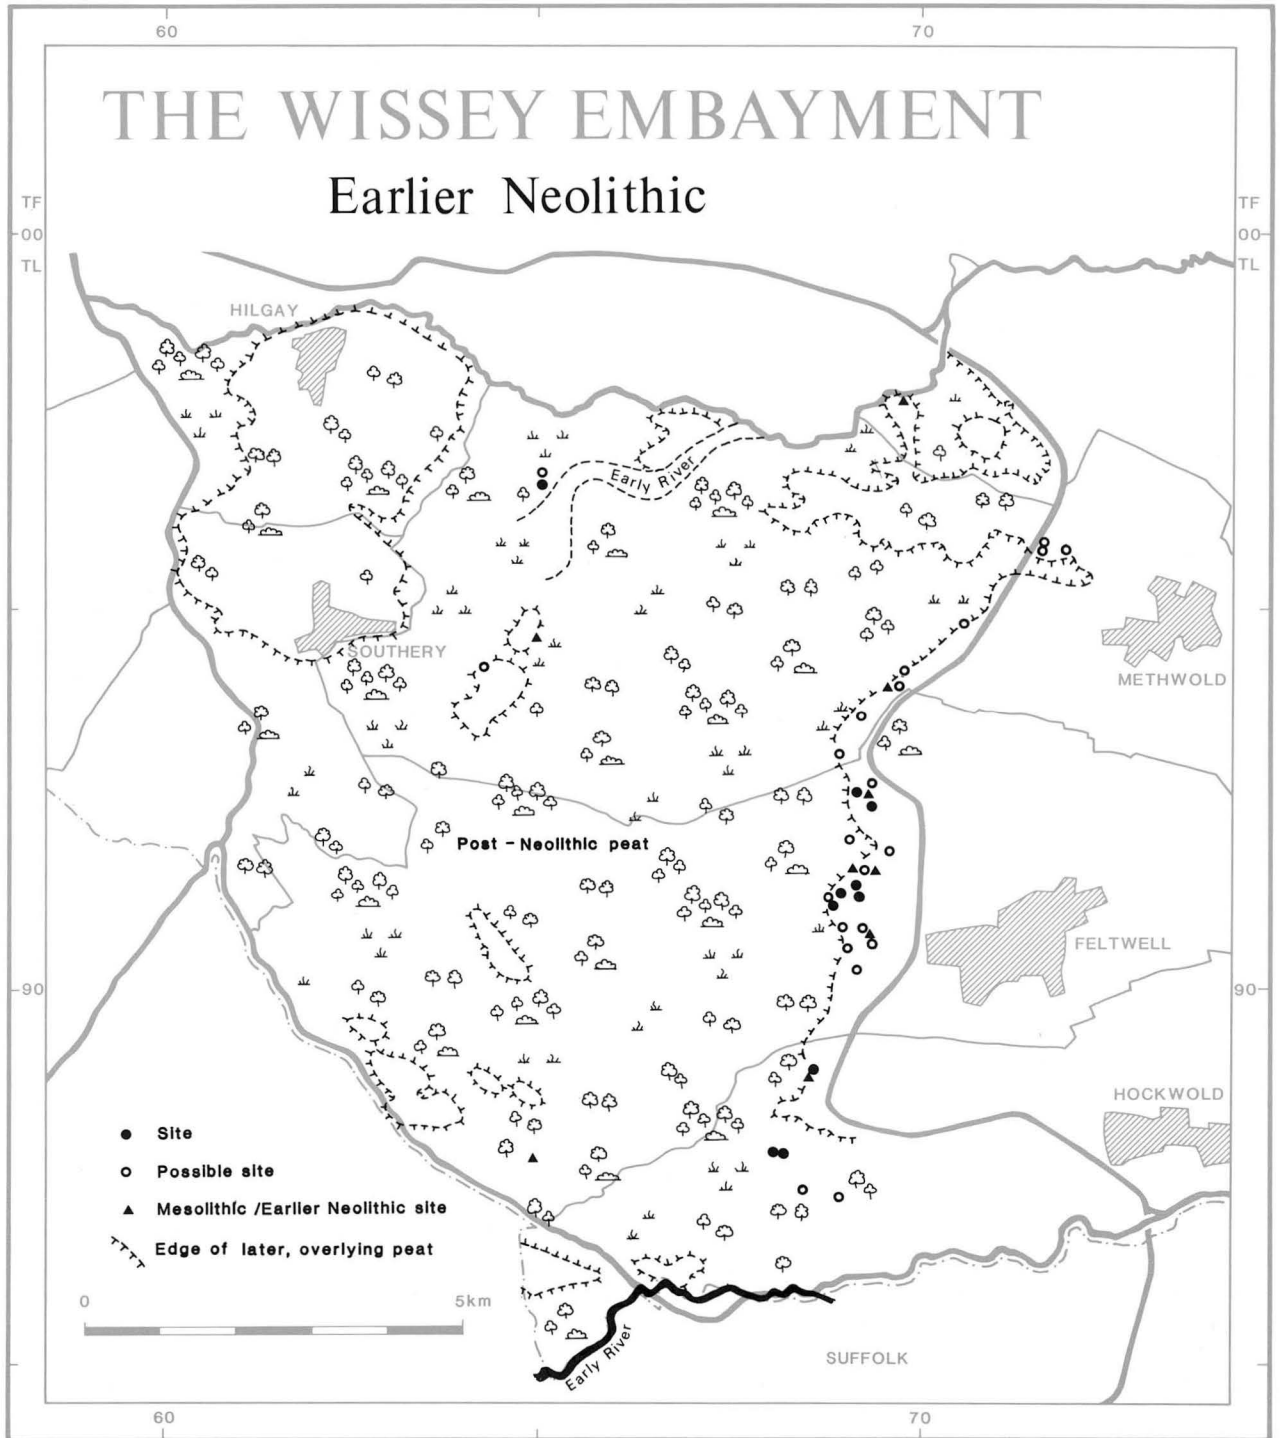 60 70
THE WISSEY EMBAYMENT
Earlier Neolithic
TF TF
00 00
TL TL
HILGAY
Early River
SOUTHERY
METHWOLD
Post - Neolithic peat
FELTWELL
90 90
HOCKWOLD
Site
Possible site
Mesolithic /Earlier Neolithic site
Edge of later, overlying peat
0 5km
Early River
SUFFOLK
60 70